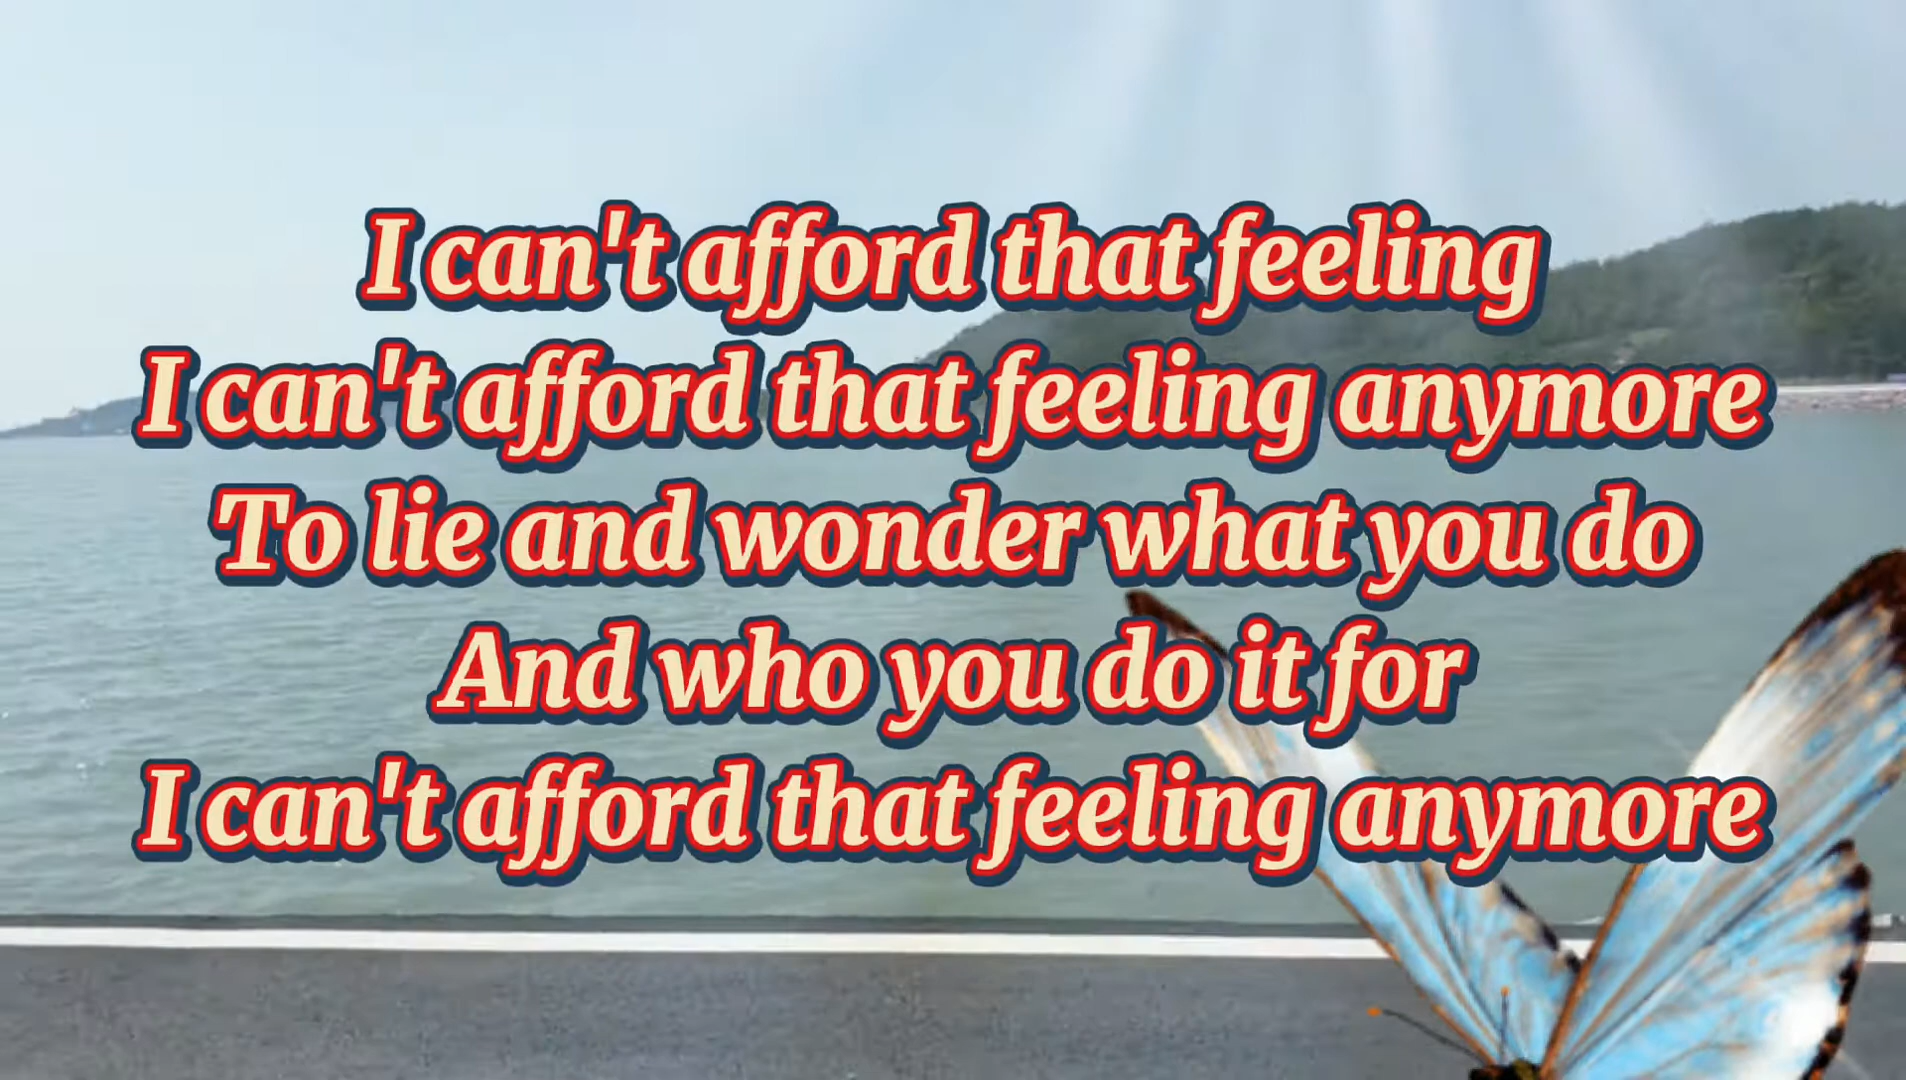 I can't afford that feeling
I can't afford that feeling anymore
To lie and wonder what you do
And who you do it for
I can't afford that feeling anymore